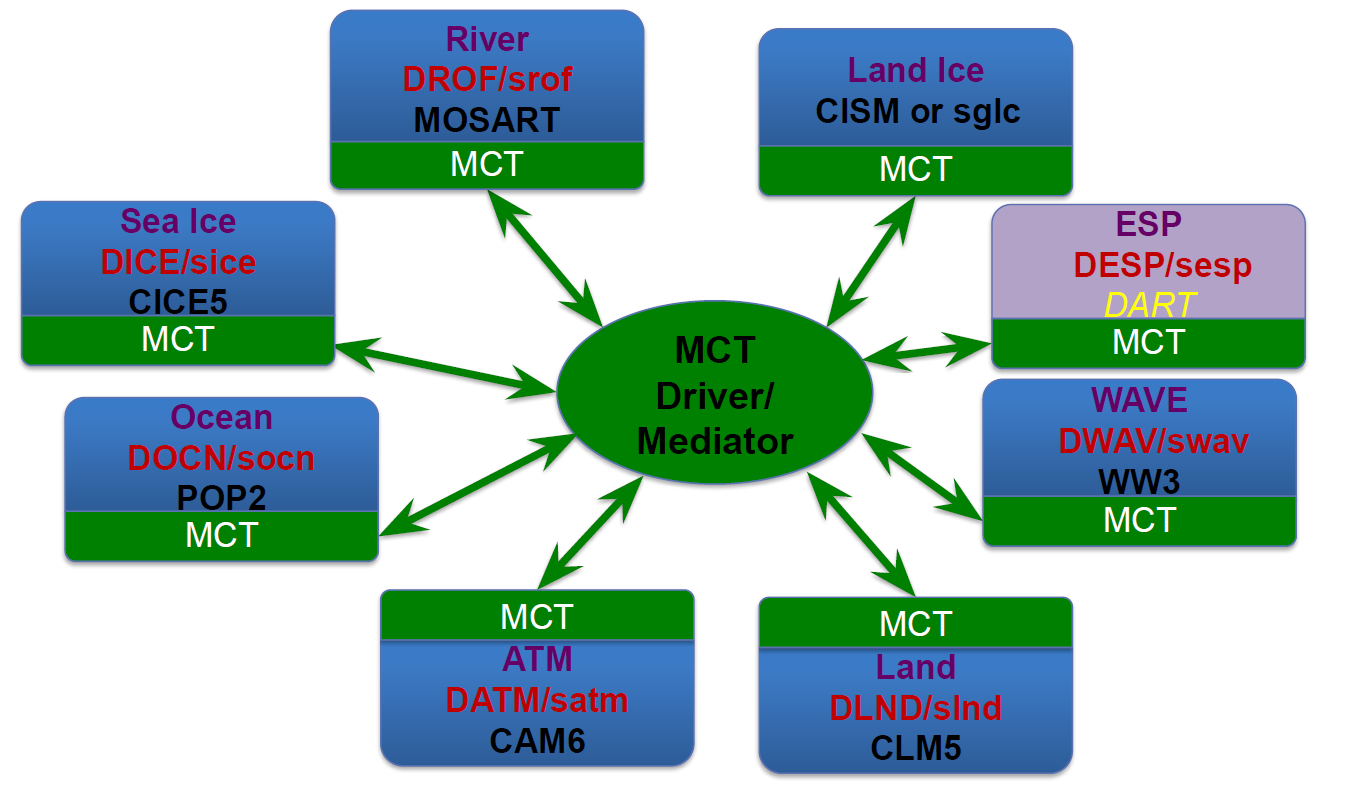 River
DROF/srof
MOSART
MCT
Land Ice
CISM or sglc
MCT
Sea Ice
DICE/sice
CICE5
MCT
ESP
DESP/sesp
DART
MCT
MCT
Driver/
Mediator
Ocean
DOCN/socn
POP2
MCT
WAVE
DWAV/swav
WW3
MCT
MCT
ATM
DATM/satm
CAM6
MCT
Land
DLND/slnd
CLM5